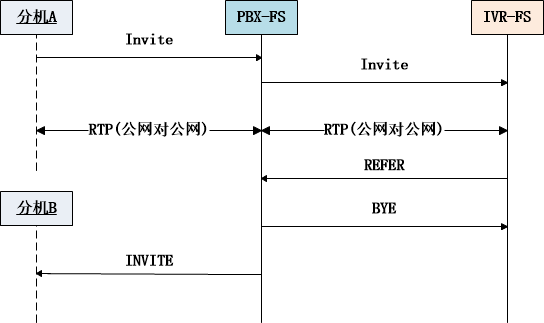 分机A
PBX-FS
IVR-FS
Invite
Invite
RTP(公网对公网)
RTP(公网对公网)
REFER
分机B
BYE
INVITE